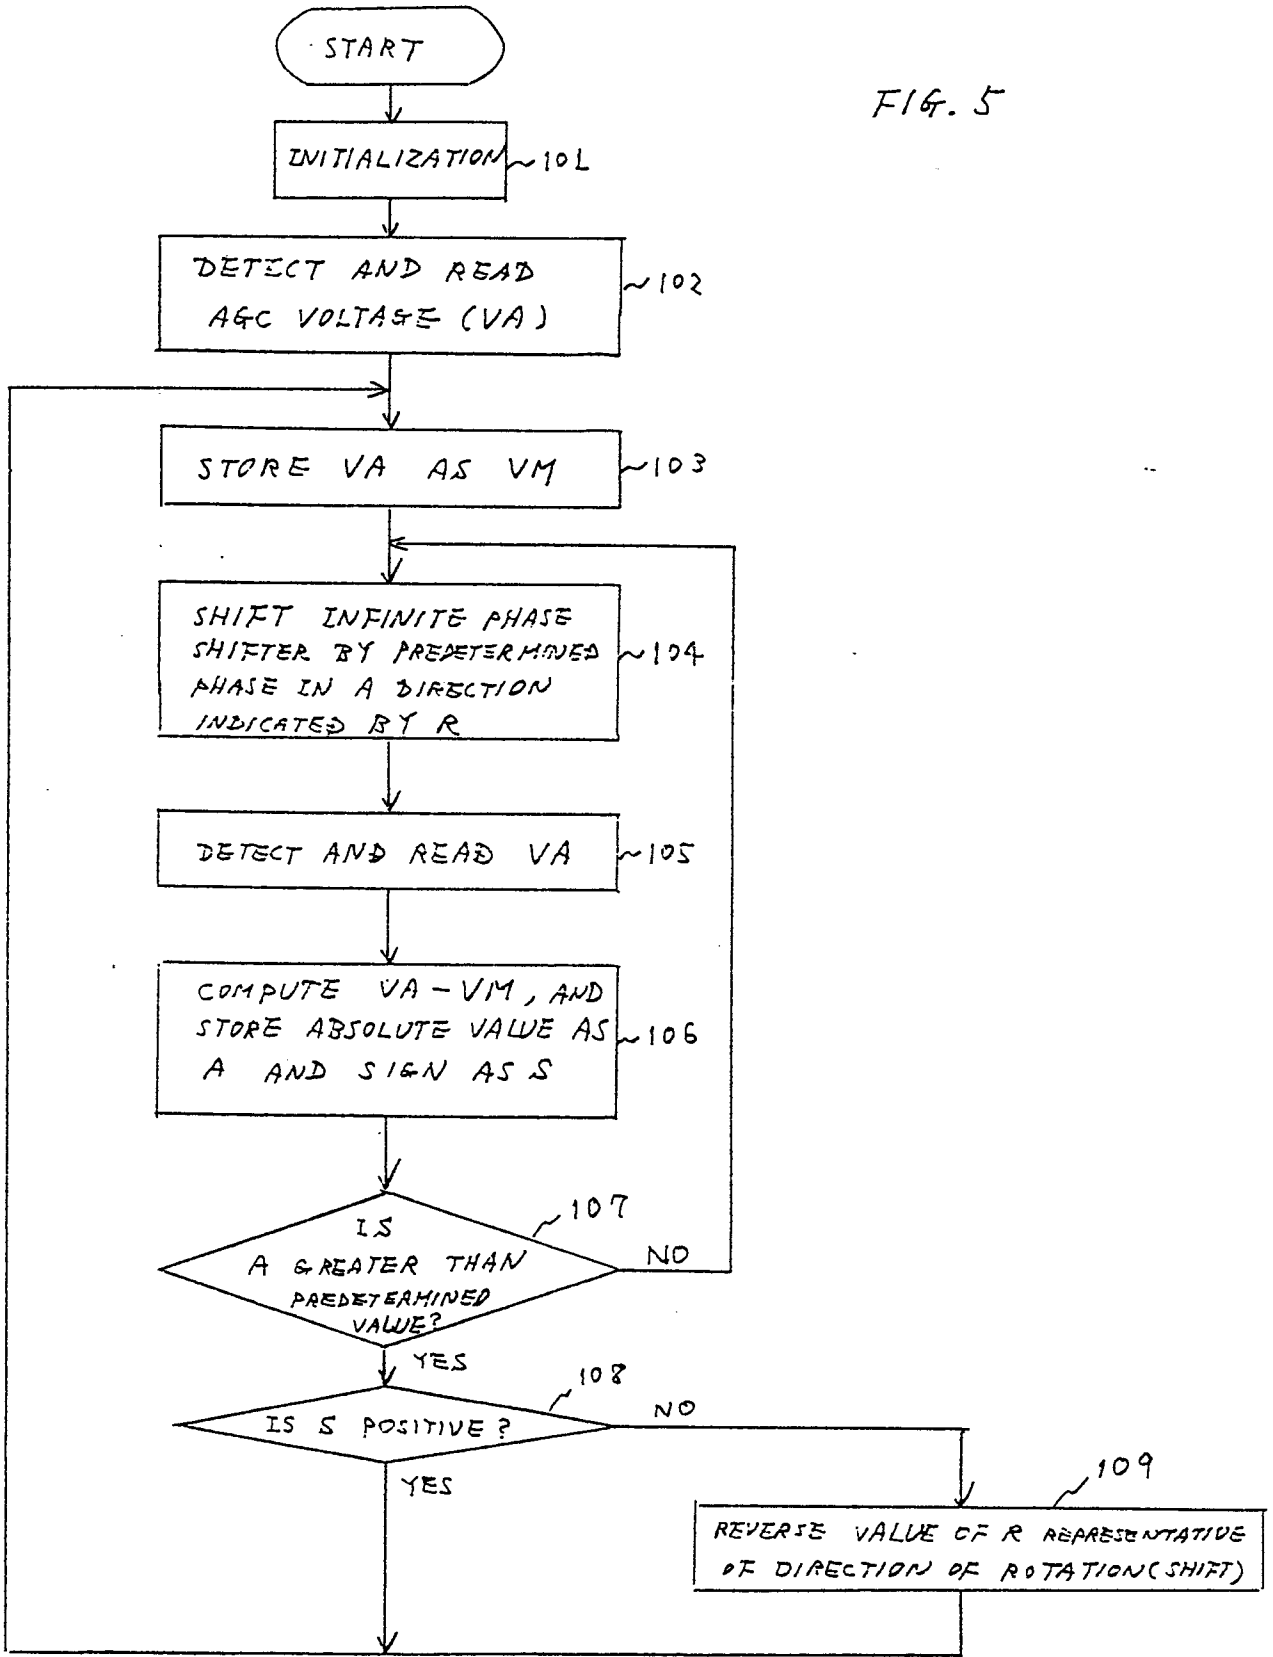 START
FIG. 5
INITIALIZATION
101
DETECT AND READ
AGC VOLTAGE (VA)
102
STORE VA AS VM
103
SHIFT INFINITE PHASE
SHIFTER BY PREDETERMINED
PHASE IN A DIRECTION
INDICATED BY R
104
DETECT AND READ VA
105
COMPUTE VA-VM, AND
STORE ABSOLUTE VALUE AS
A AND SIGN AS S
106
107
IS
A GREATER THAN
PREDETERMINED
VALUE?
NO
YES
108
IS S POSITIVE?
NO
YES
109
REVERSE VALUE OF R REPRESENTATIVE
OF DIRECTION OF ROTATION(SHIFT)